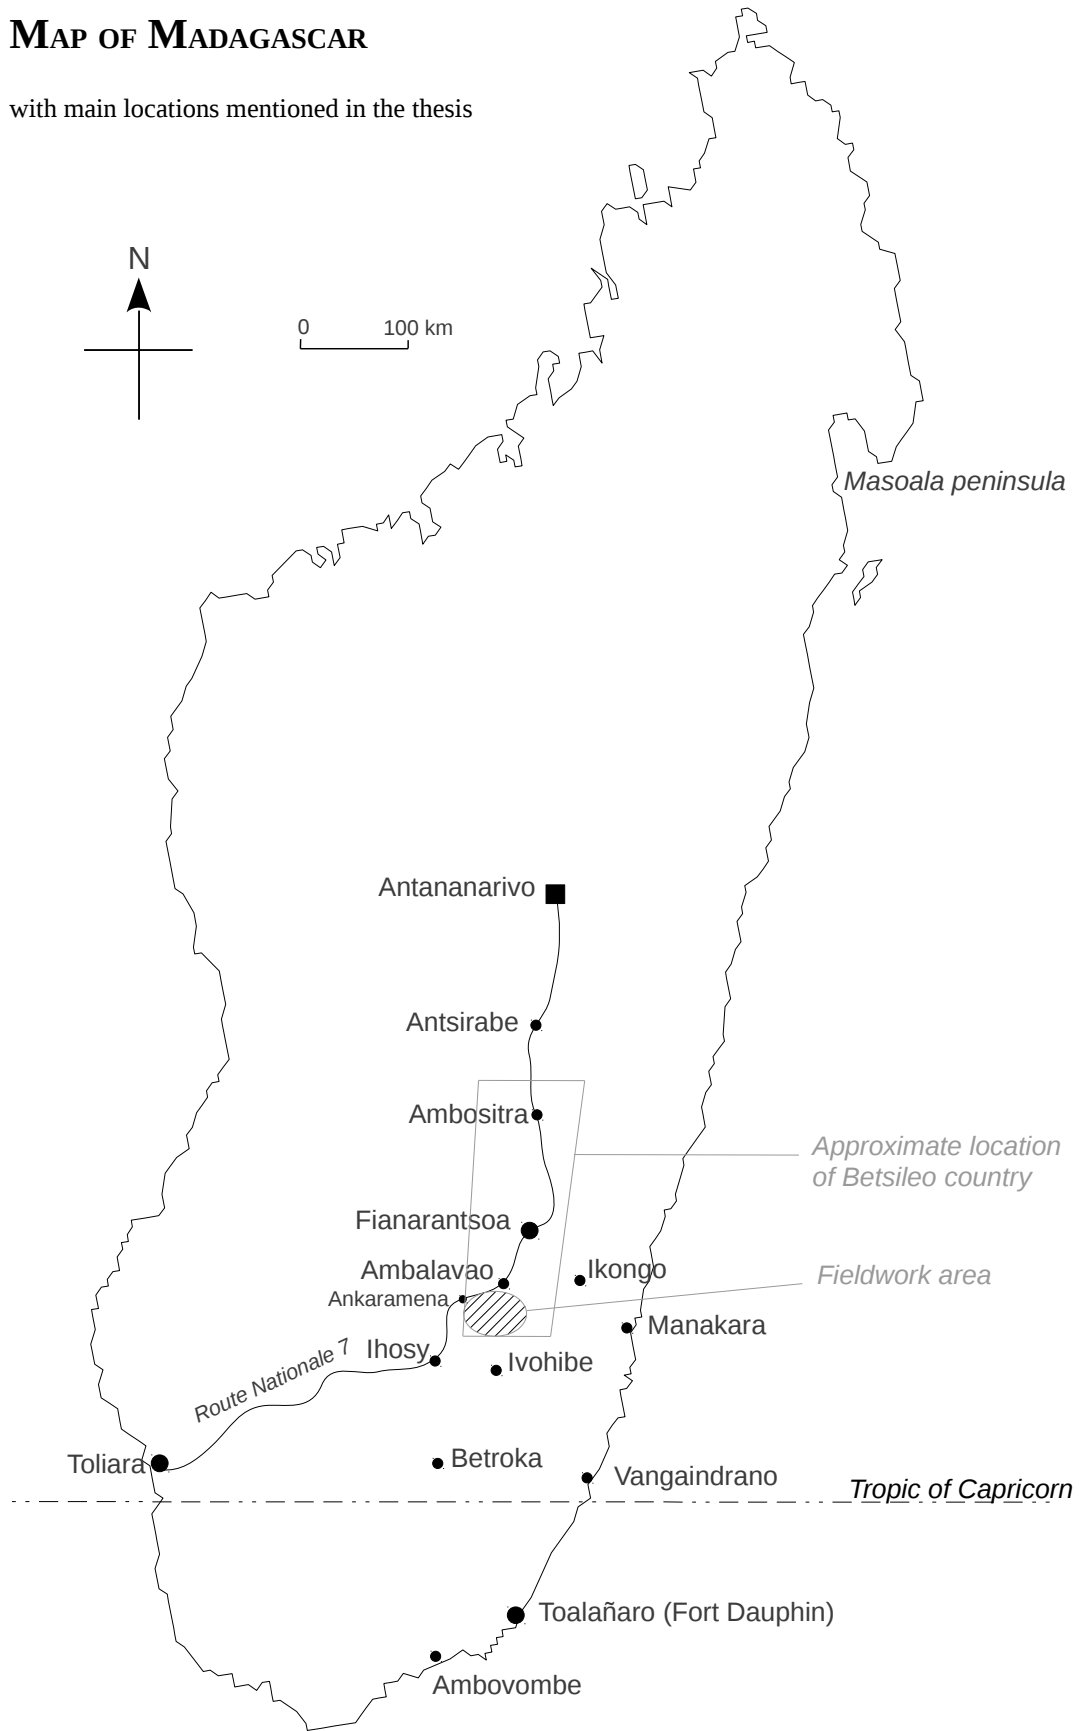 MAP OF MADAGASCAR
with main locations mentioned in the thesis
N
0 100 km
Masoala peninsula
Antananarivo
Antsirabe
Ambositra
Approximate location
of Betsileo country
Fianarantsoa
Ambalavao
Ikongo
Fieldwork area
Ankaramena
Manakara
Ihosy
Ivohibe
Route Nationale 7
Toliara
Betroka
Vangaindrano
Tropic of Capricorn
Toalañaro (Fort Dauphin)
Ambovombe